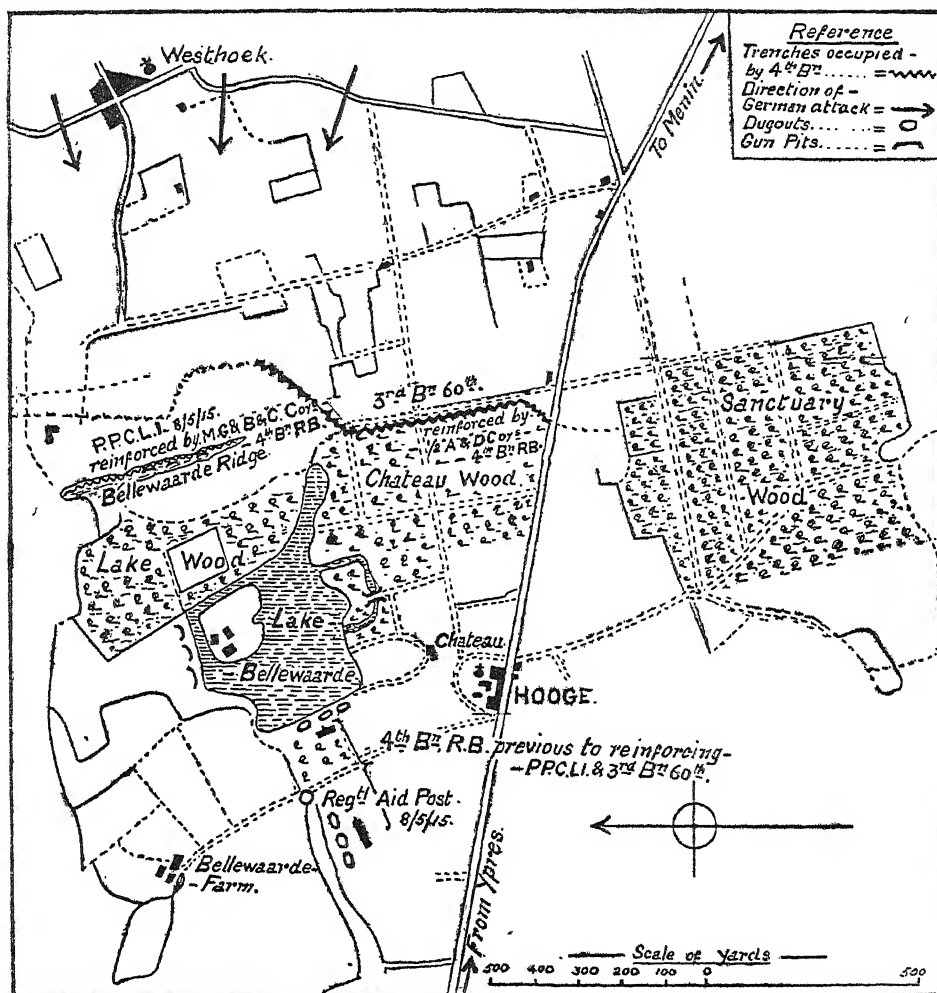 Westhoek.
Reference
Trenches occupied -
by 4th Bn ...... =
Direction of -
German attack =
Dugouts.... ..... =
Gun Pits........ =
To Menin.
3rd Bn 60th.
P.P.C.L.I. 8/5/15.
reinforced by M.G & B & C Coys
4th Bn R.B.
Bellewaarde Ridge.
reinforced by
½ A & D Coys
4th Bn RB.
Chateau Wood
Sanctuary
Wood
Lake
Wood
Lake
Bellewaarde
Chateau
HOOGE.
4th Bn R.B. previous to reinforcing -
- P.P.C.L.I. & 3rd Bn 60th.
Regtl Aid Post.
8/5/15.
Bellewaarde -
- Farm.
From Ypres.
Scale of Yards
500 400 300 200 100 0 500